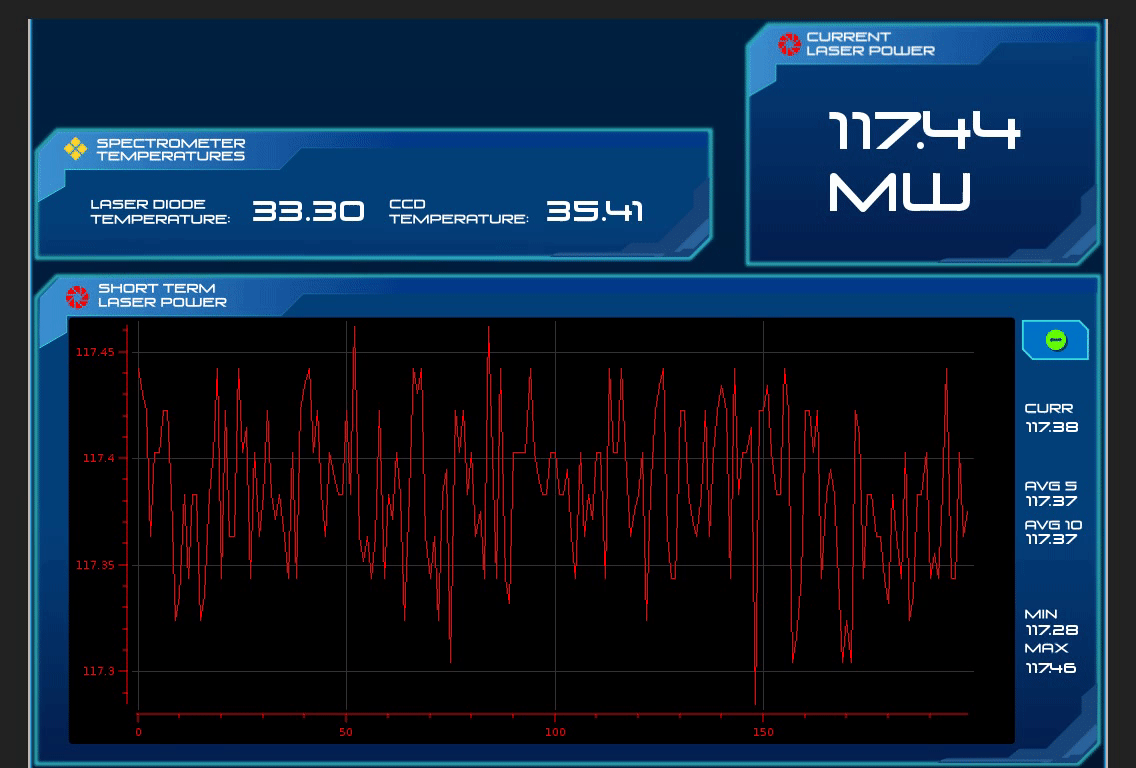 CURRENT
LASER POWER
117.44
MW
SPECTROMETER
TEMPERATURES
LASER DIODE
TEMPERATURE:
33.30
CCD
TEMPERATURE:
35.41
SHORT TERM
LASER POWER
117.45
117.4
117.35
117.3
0
50
100
150
CURR
117.38
AVG 5
117.37
AVG 10
117.37
MIN
117.28
MAX
117.46